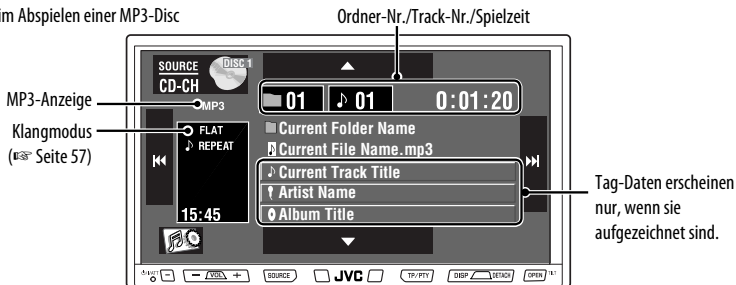 im Abspielen einer MP3-Disc
Ordner-Nr./Track-Nr./Spielzeit
SOURCE DISC 1
CD-CH
MP3
01 01 0:01:20
MP3-Anzeige
Klangmodus
(☞ Seite 57)
FLAT
REPEAT
Current Folder Name
Current File Name.mp3
Current Track Title
Artist Name
Album Title
15:45
Tag-Daten erscheinen
nur, wenn sie
aufgezeichnet sind.
– VOL + SOURCE JVC TP/PTY DISP DETACH OPEN TILT